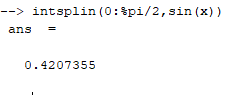 --> intsplin(0:%pi/2,sin(x))
ans  =
0.4207355